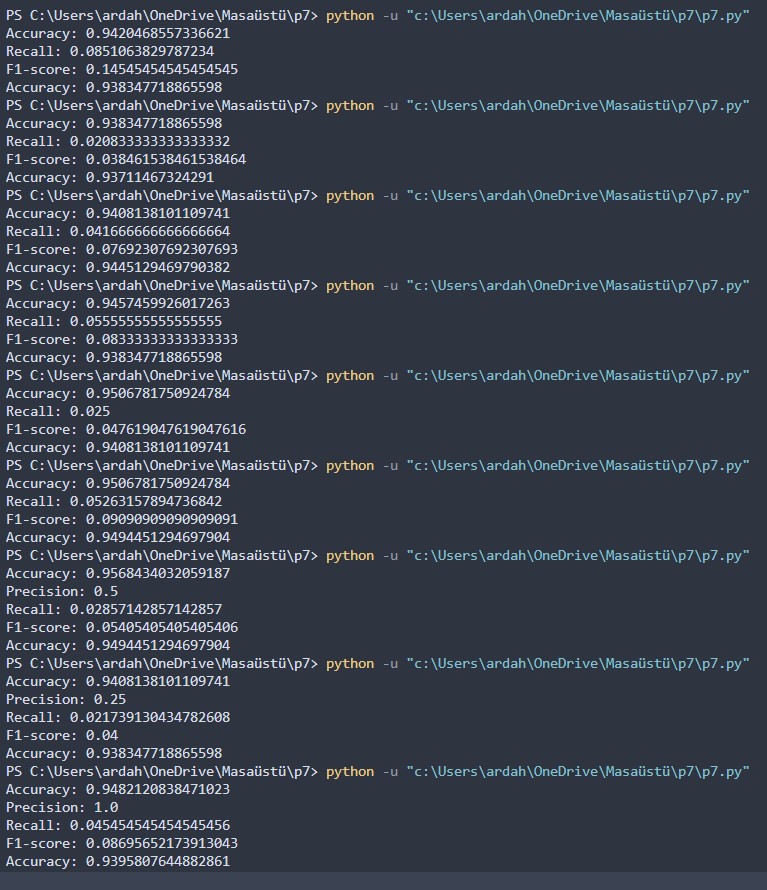 PS C:\Users\ardah\OneDrive\Masaüstü\p7> python -u "c:\Users\ardah\OneDrive\Masaüstü\p7\p7.py"
Accuracy: 0.9420468557336621
Recall: 0.0851063829787234
F1-score: 0.14545454545454545
Accuracy: 0.938347718865598
PS C:\Users\ardah\OneDrive\Masaüstü\p7> python -u "c:\Users\ardah\OneDrive\Masaüstü\p7\p7.py"
Accuracy: 0.938347718865598
Recall: 0.020833333333333332
F1-score: 0.038461538461538464
Accuracy: 0.93711467324291
PS C:\Users\ardah\OneDrive\Masaüstü\p7> python -u "c:\Users\ardah\OneDrive\Masaüstü\p7\p7.py"
Accuracy: 0.9408138101109741
Recall: 0.041666666666666664
F1-score: 0.07692307692307693
Accuracy: 0.9445129469790382
PS C:\Users\ardah\OneDrive\Masaüstü\p7> python -u "c:\Users\ardah\OneDrive\Masaüstü\p7\p7.py"
Accuracy: 0.9457459926017263
Recall: 0.05555555555555555
F1-score: 0.08333333333333333
Accuracy: 0.938347718865598
PS C:\Users\ardah\OneDrive\Masaüstü\p7> python -u "c:\Users\ardah\OneDrive\Masaüstü\p7\p7.py"
Accuracy: 0.9506781750924784
Recall: 0.025
F1-score: 0.047619047619047616
Accuracy: 0.9408138101109741
PS C:\Users\ardah\OneDrive\Masaüstü\p7> python -u "c:\Users\ardah\OneDrive\Masaüstü\p7\p7.py"
Accuracy: 0.9506781750924784
Recall: 0.05263157894736842
F1-score: 0.09090909090909091
Accuracy: 0.9494451294697904
PS C:\Users\ardah\OneDrive\Masaüstü\p7> python -u "c:\Users\ardah\OneDrive\Masaüstü\p7\p7.py"
Accuracy: 0.9568434032059187
Precision: 0.5
Recall: 0.02857142857142857
F1-score: 0.05405405405405406
Accuracy: 0.9494451294697904
PS C:\Users\ardah\OneDrive\Masaüstü\p7> python -u "c:\Users\ardah\OneDrive\Masaüstü\p7\p7.py"
Accuracy: 0.9408138101109741
Precision: 0.25
Recall: 0.021739130434782608
F1-score: 0.04
Accuracy: 0.938347718865598
PS C:\Users\ardah\OneDrive\Masaüstü\p7> python -u "c:\Users\ardah\OneDrive\Masaüstü\p7\p7.py"
Accuracy: 0.9482120838471023
Precision: 1.0
Recall: 0.045454545454545456
F1-score: 0.08695652173913043
Accuracy: 0.9395807644882861